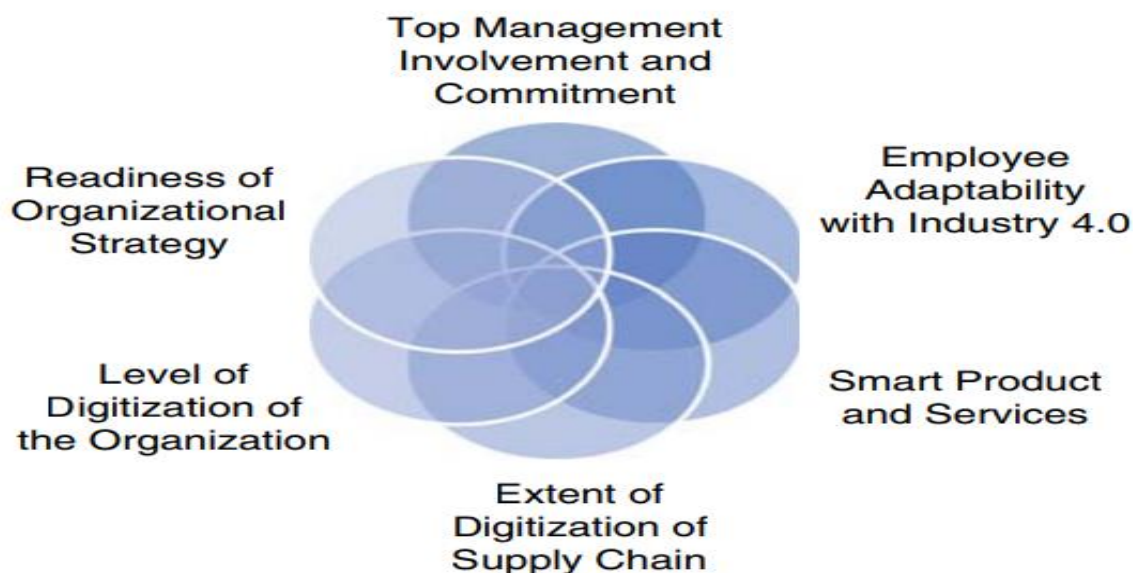 Top Management
Involvement and
Commitment
Employee
Adaptability
with Industry 4.0
Smart Product
and Services
Extent of
Digitization of
Supply Chain
Level of
Digitization of
the Organization
Readiness of
Organizational
Strategy